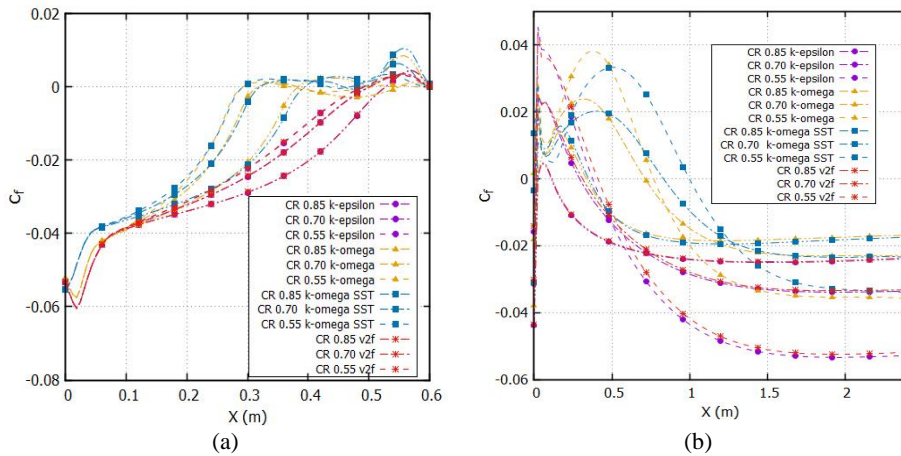 0.02
0
-0.02
-0.04
-0.06
-0.08
Cf
CR 0.85 k-epsilon
CR 0.70 k-epsilon
CR 0.55 k-epsilon
CR 0.85 k-omega
CR 0.70 k-omega
CR 0.55 k-omega
CR 0.85 k-omega SST
CR 0.70 k-omega SST
CR 0.55 k-omega SST
CR 0.85 v2f
CR 0.70 v2f
CR 0.55 v2f
0 0.1 0.2 0.3 0.4 0.5 0.6
X (m)
(a)
0.04
0.02
0
-0.02
-0.04
-0.06
Cf
CR 0.85 k-epsilon
CR 0.70 k-epsilon
CR 0.55 k-epsilon
CR 0.85 k-omega
CR 0.70 k-omega
CR 0.55 k-omega
CR 0.85 k-omega SST
CR 0.70 k-omega SST
CR 0.55 k-omega SST
CR 0.85 v2f
CR 0.70 v2f
CR 0.55 v2f
0 0.5 1 1.5 2
X (m)
(b)